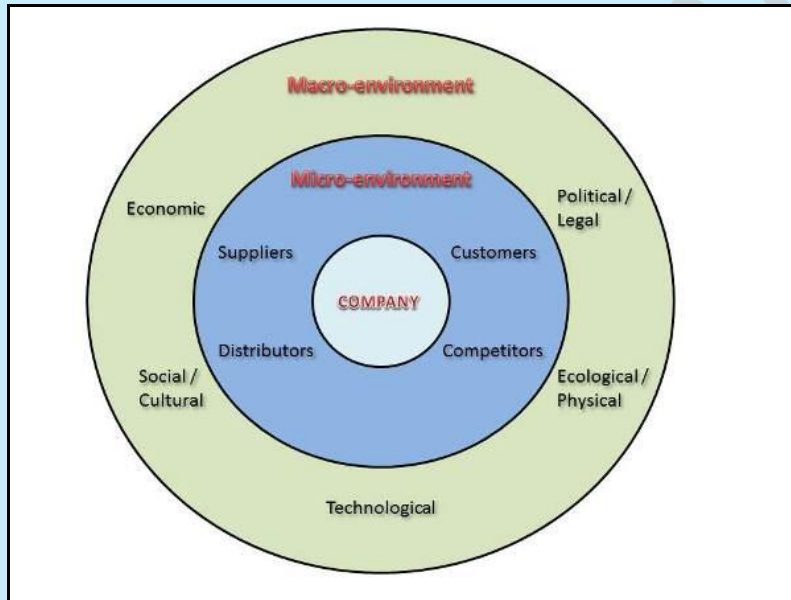 Macro-environment
Micro-environment
Economic
Political /
Legal
Suppliers
Customers
COMPANY
Distributors
Competitors
Social /
Cultural
Ecological /
Physical
Technological